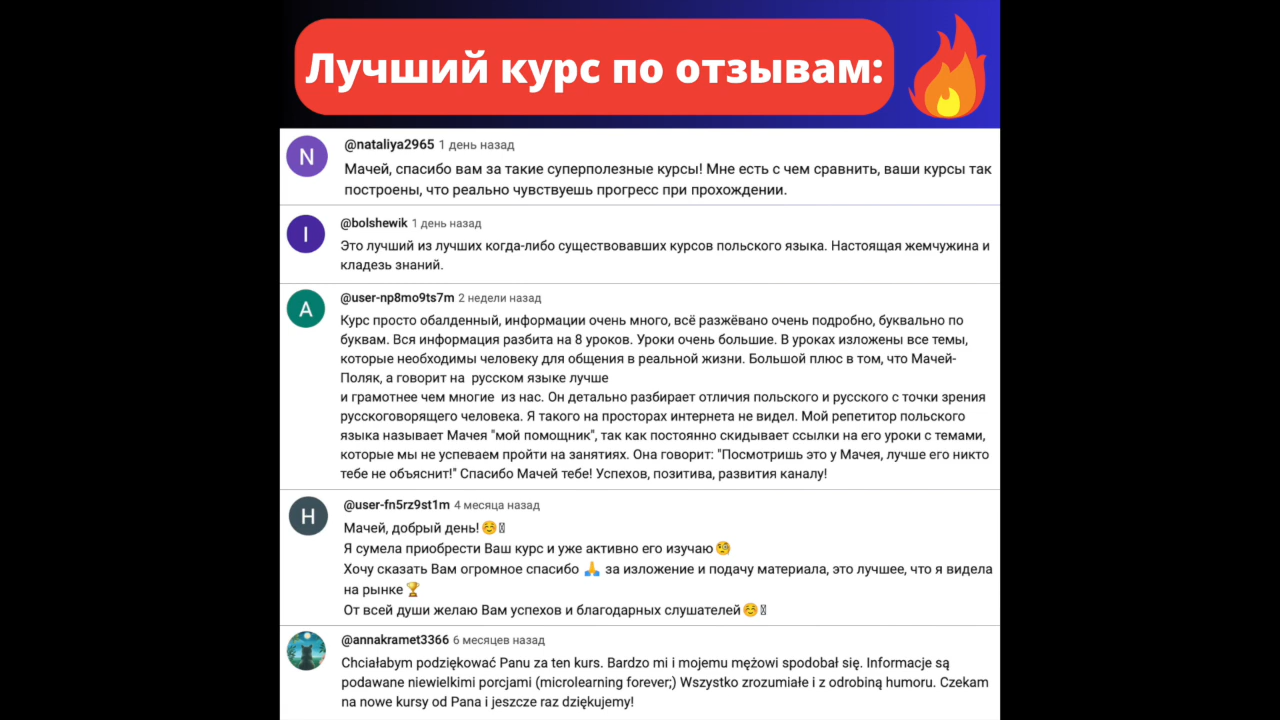 Лучший курс по отзывам:
N
@nataliya2965 1 день назад
Мачей, спасибо вам за такие суперполезные курсы! Мне есть с чем сравнить, ваши курсы так
построены, что реально чувствуешь прогресс при прохождении.
I
@bolshewik 1 день назад
Это лучший из лучших когда-либо существовавших курсов польского языка. Настоящая жемчужина и
кладезь знаний.
A
@user-np8mo9ts7m 2 недели назад
Курс просто обалденный, информации очень много, всё разжёвано очень подробно, буквально по
буквам. Вся информация разбита на 8 уроков. Уроки очень большие. В уроках изложены все темы,
которые необходимы человеку для общения в реальной жизни. Большой плюс в том, что Мачей-
Поляк, а говорит на  русском языке лучше
и грамотнее чем многие  из нас. Он детально разбирает отличия польского и русского с точки зрения
русскоговорящего человека. Я такого на просторах интернета не видел. Мой репетитор польского
языка называет Мачея "мой помощник", так как постоянно скидывает ссылки на его уроки с темами,
которые мы не успеваем пройти на занятиях. Она говорит: "Посмотришь это у Мачея, лучше его никто
тебе не объяснит!" Спасибо Мачей тебе! Успехов, позитива, развития каналу!
Н
@user-fn5rz9st1m 4 месяца назад
Мачей, добрый день!☺️
Я сумела приобрести Ваш курс и уже активно его изучаю🧐
Хочу сказать Вам огромное спасибо 🙏 за изложение и подачу материала, это лучшее, что я видела
на рынке🏆
От всей души желаю Вам успехов и благодарных слушателей☺️
@annakramet3366 6 месяцев назад
Chciałabym podziękować Panu za ten kurs. Bardzo mi i mojemu mężowi spodobał się. Informacje są
podawane niewielkimi porcjami (microlearning forever;) Wszystko zrozumiałe i z odrobiną humoru. Czekam
na nowe kursy od Pana i jeszcze raz dziękujemy!